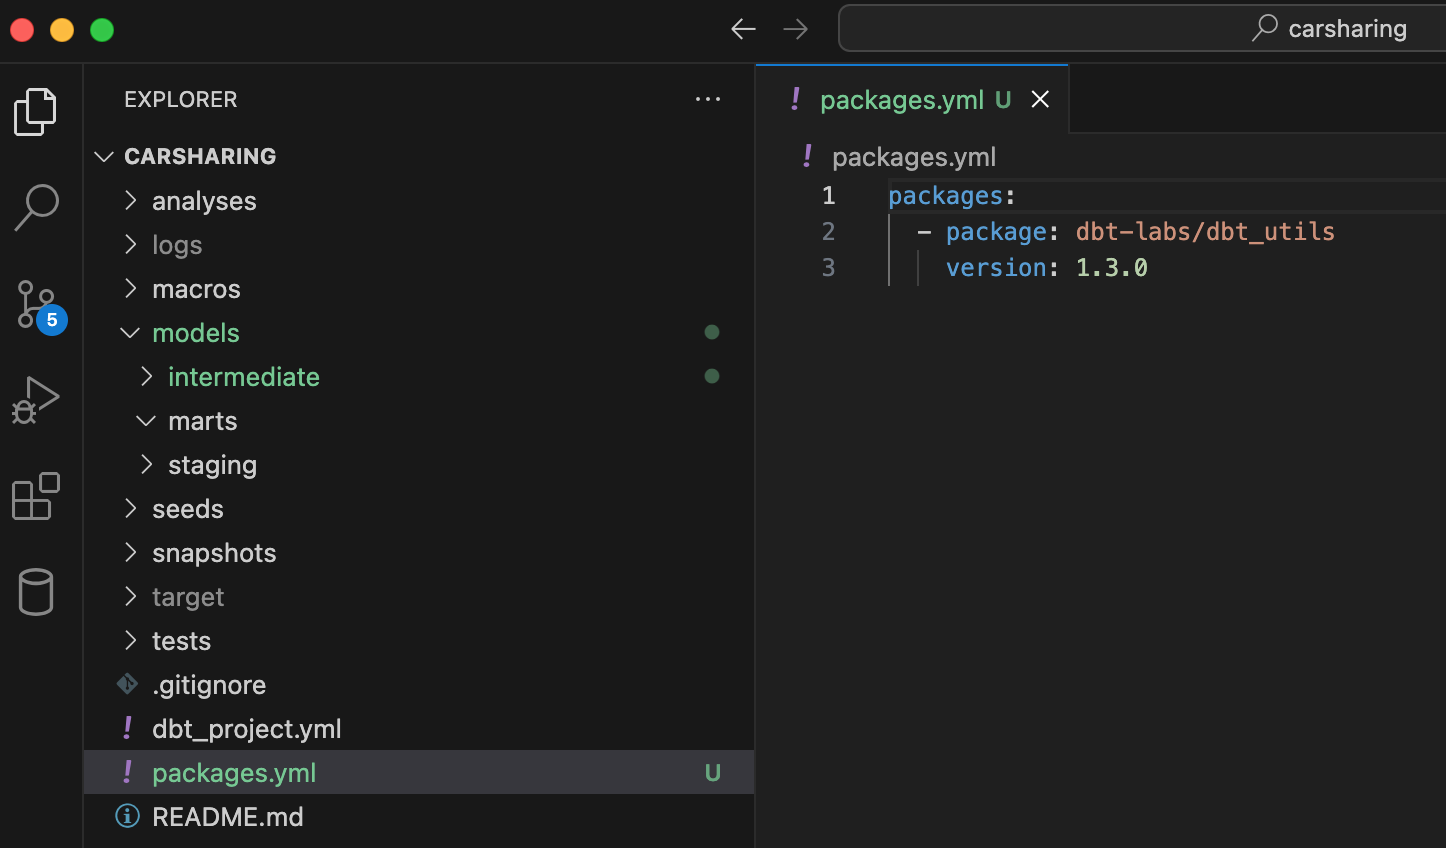 carsharing
EXPLORER
CARSHARING
analyses
logs
macros
models
intermediate
marts
staging
seeds
snapshots
target
tests
.gitignore
! dbt_project.yml
! packages.yml U
README.md
5
! packages.yml U
! packages.yml
1 packages:
2 - package: dbt-labs/dbt_utils
3 version: 1.3.0